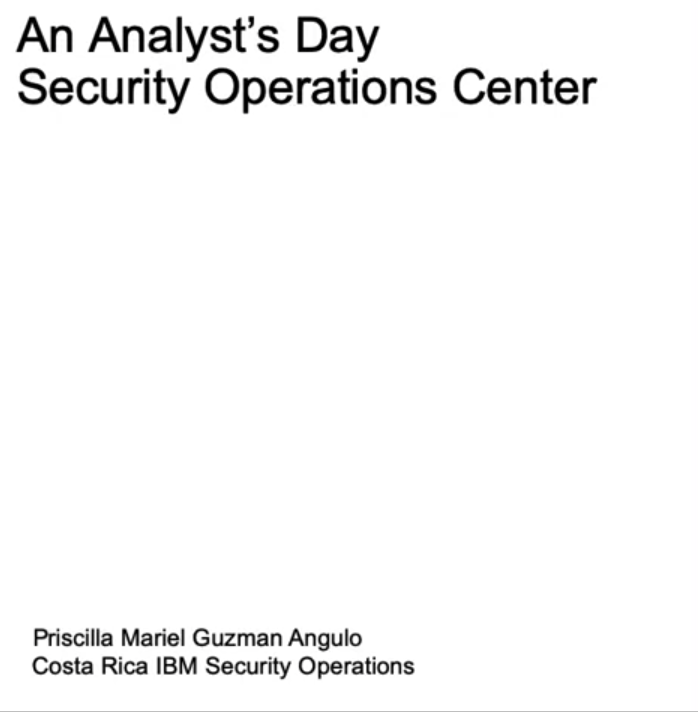 An Analyst’s Day
Security Operations Center
Priscilla Mariel Guzman Angulo
Costa Rica IBM Security Operations